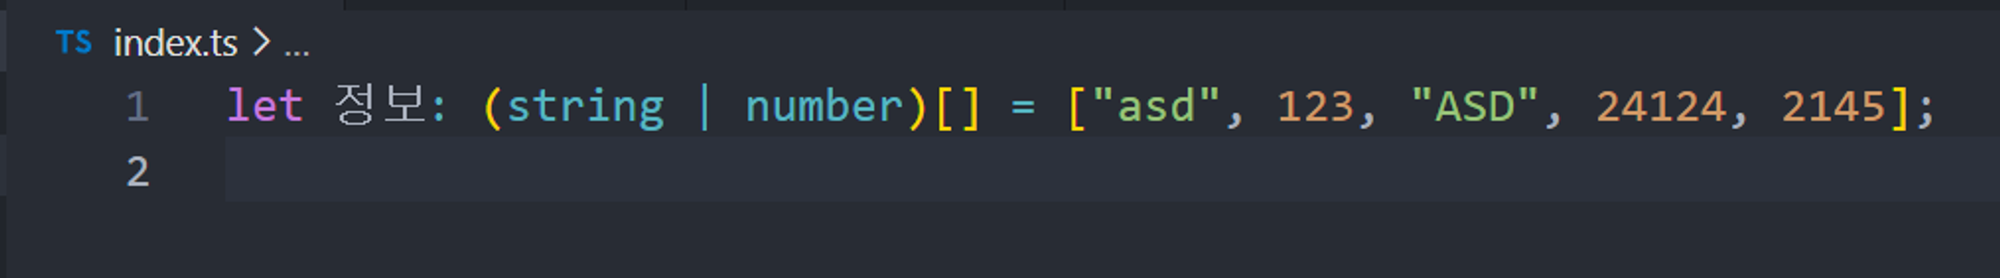 TS index.ts > ...
1 let 정보: (string | number)[] = ["asd", 123, "ASD", 24124, 2145];
2